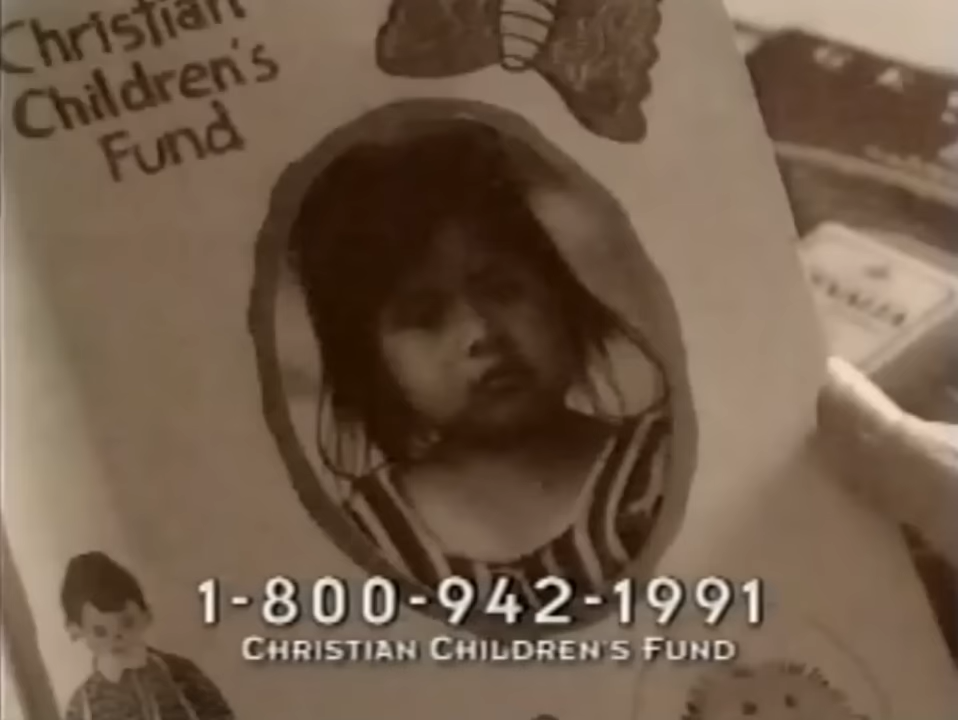 Christian
Children's
Fund
1-800-942-1991
CHRISTIAN CHILDREN'S FUND